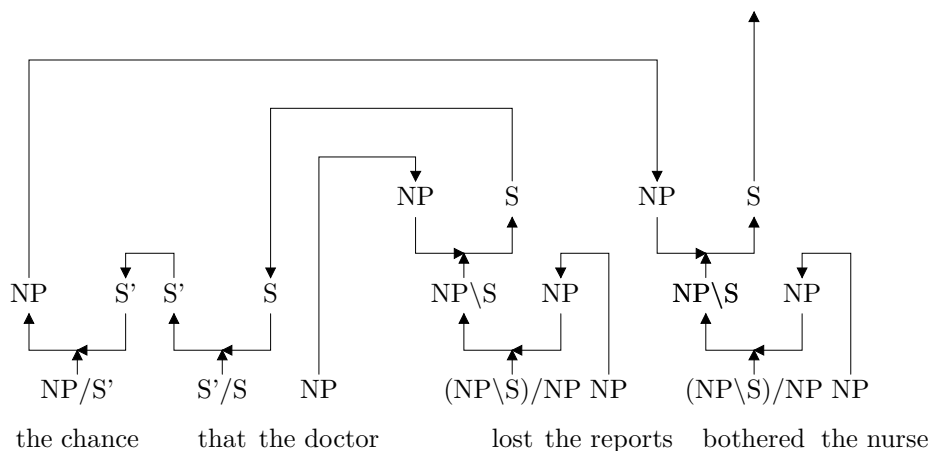 NP S NP S
NP S' S' S NP\S NP NP\S NP
NP/S' S'/S NP (NP\S)/NP NP (NP\S)/NP NP
the chance that the doctor lost the reports bothered the nurse